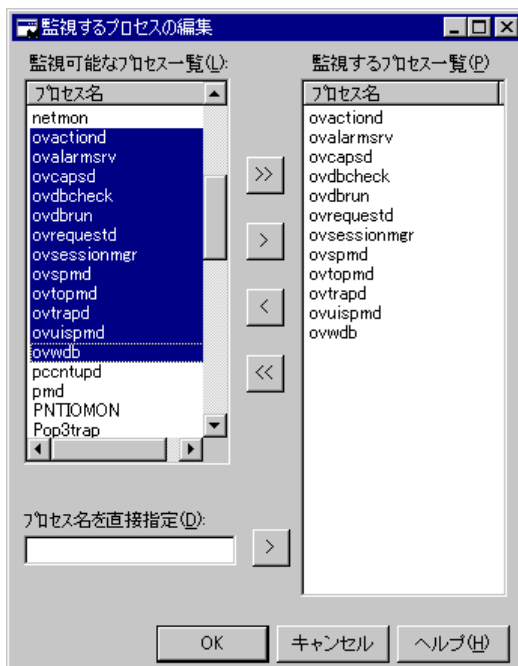 監視するプロセスの編集
監視可能なプロセス一覧(L):
プロセス名
netmon
ovactiond
ovalarmsrv
ovcapsd
ovdbcheck
ovdbrun
ovrequestd
ovsessionmgr
ovspmd
ovtopmd
ovtrapd
ovuispmd
ovwdb
pccntupd
pmd
PNTIOMON
Pop3trap
>>
>
<
<<
監視するプロセス一覧(P)
プロセス名
ovactiond
ovalarmsrv
ovcapsd
ovdbcheck
ovdbrun
ovrequestd
ovsessionmgr
ovspmd
ovtopmd
ovtrapd
ovuispmd
ovwdb
プロセス名を直接指定(D):
>
OK
キャンセル
ヘルプ(H)